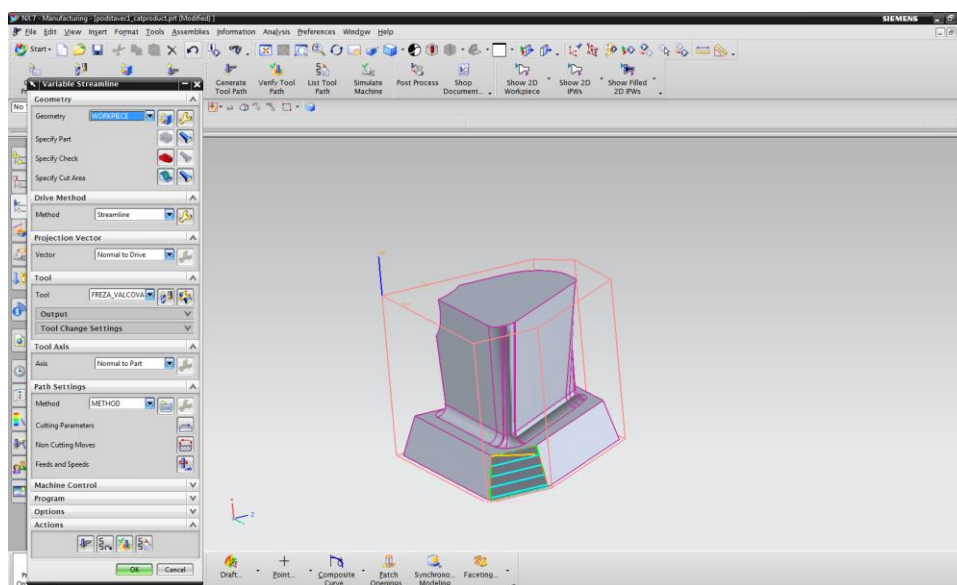 NX 7 - Manufacturing - [podstavec1_catproduct.prt (Modified) ]
SIEMENS
File Edit View Insert Format Tools Assemblies Information Analysis Preferences Window Help
Start
Generate Tool Path
Verify Tool Path
List Tool Path
Simulate Machine
Post Process
Shop Document...
Show 2D Workpiece
Show 2D IPWs
Show Filled 2D IPWs
Variable Streamline
Geometry
Geometry WORKPIECE
Specify Part
Specify Check
Specify Cut Area
Drive Method
Method Streamline
Projection Vector
Vector Normal to Drive
Tool
Tool FREZA_VALCOVA
Output
Tool Change Settings
Tool Axis
Axis Normal to Part
Path Settings
Method METHOD
Cutting Parameters
Non Cutting Moves
Feeds and Speeds
Machine Control
Program
Options
Actions
OK Cancel
Z
Draft...
Point...
Composite Curve
Patch Openings
Synchrono... Modeling
Faceting...